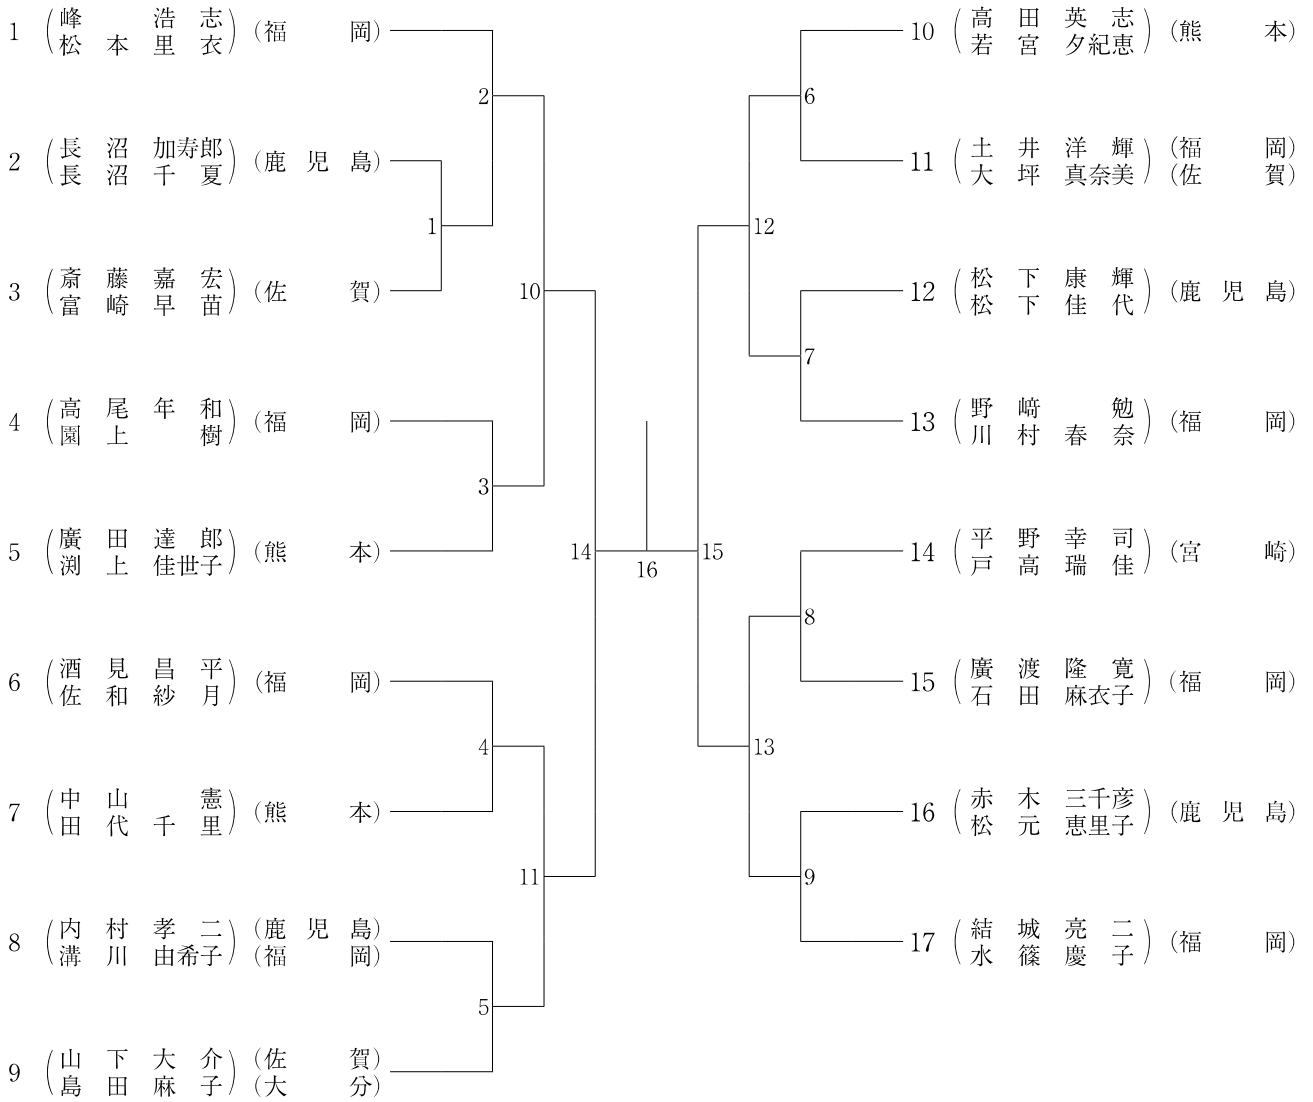 1 (峰 浩 志) (福 岡)
松 本 里 衣
2 (長 沼 加寿郎) (鹿 児 島)
長 沼 千 夏
3 (斎 藤 嘉 宏) (佐 賀)
富 崎 早 苗
4 (高 尾 年 和) (福 岡)
園 上 樹
5 (廣 田 達 郎) (熊 本)
渕 上 佳世子
6 (酒 見 昌 平) (福 岡)
佐 和 紗 月
7 (中 山 憲) (熊 本)
田 代 千 里
8 (内 村 孝 二) (鹿 児 島)
溝 川 由希子 (福 岡)
9 (山 下 大 介) (佐 賀)
島 田 麻 子 (大 分)
2
1
10
3
14
4
11
5
16
15
6
12
7
8
13
9
10 (高 田 英 志) (熊 本)
若 宮 夕紀恵
11 (土 井 洋 輝) (福 岡)
大 坪 真奈美 (佐 賀)
12 (松 下 康 輝) (鹿 児 島)
松 下 佳 代
13 (野 﨑 勉) (福 岡)
川 村 春 奈
14 (平 野 幸 司) (宮 崎)
戸 高 瑞 佳
15 (廣 渡 隆 寛) (福 岡)
石 田 麻衣子
16 (赤 木 三千彦) (鹿 児 島)
松 元 恵里子
17 (結 城 亮 二) (福 岡)
水 篠 慶 子